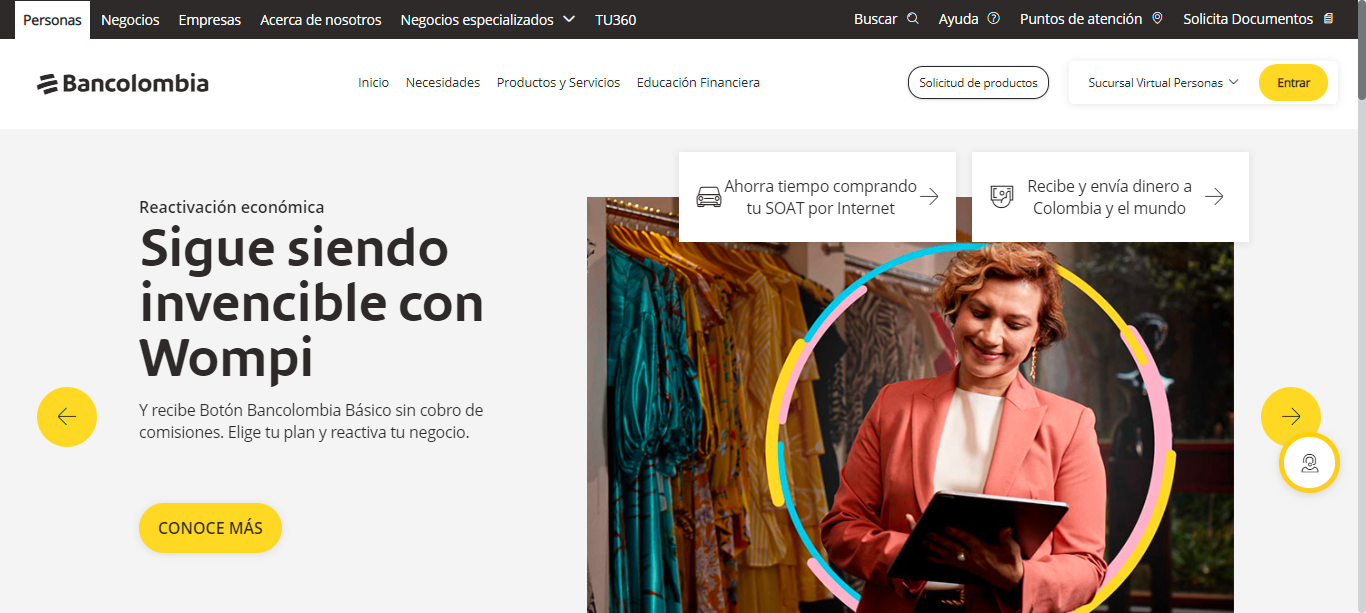 Personas Negocios Empresas Acerca de nosotros Negocios especializados TU360 Buscar Ayuda Puntos de atención Solicita Documentos
Bancolombia Inicio Necesidades Productos y Servicios Educación Financiera Solicitud de productos Sucursal Virtual Personas Entrar
Ahorra tiempo comprando
tu SOAT por Internet
Recibe y envía dinero a
Colombia y el mundo
Reactivación económica
Sigue siendo
invencible con
Wompi
Y recibe Botón Bancolombia Básico sin cobro de
comisiones. Elige tu plan y reactiva tu negocio.
CONOCE MÁS